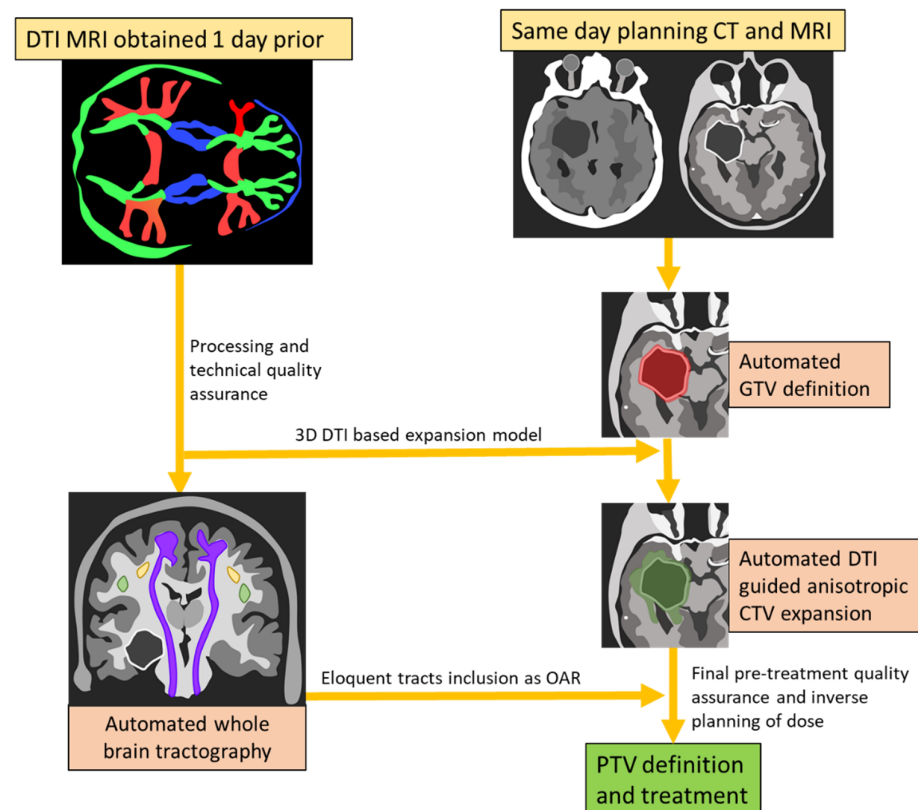 DTI MRI obtained 1 day prior
Same day planning CT and MRI
Processing and
technical quality
assurance
Automated
GTV definition
3D DTI based expansion model
Automated DTI
guided anisotropic
CTV expansion
Eloquent tracts inclusion as OAR
Final pre-treatment quality
assurance and inverse
planning of dose
Automated whole
brain tractography
PTV definition
and treatment